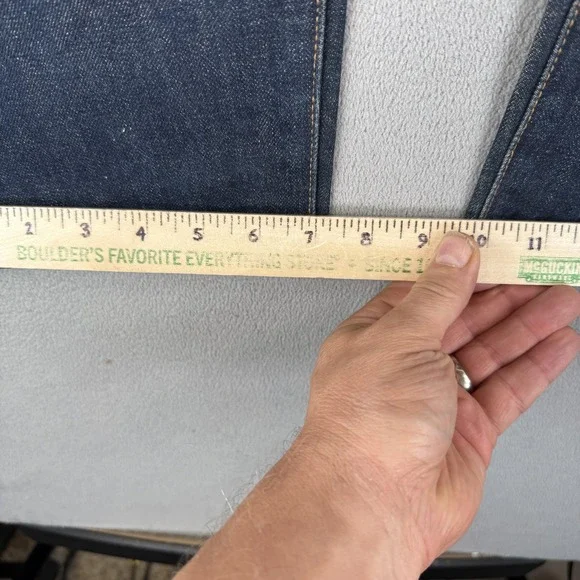 2 3 4 5 6 7 8 9 10 11
BOULDER'S FAVORITE EVERYTHING STORE SINCE
McGUCKIN
HARDWARE